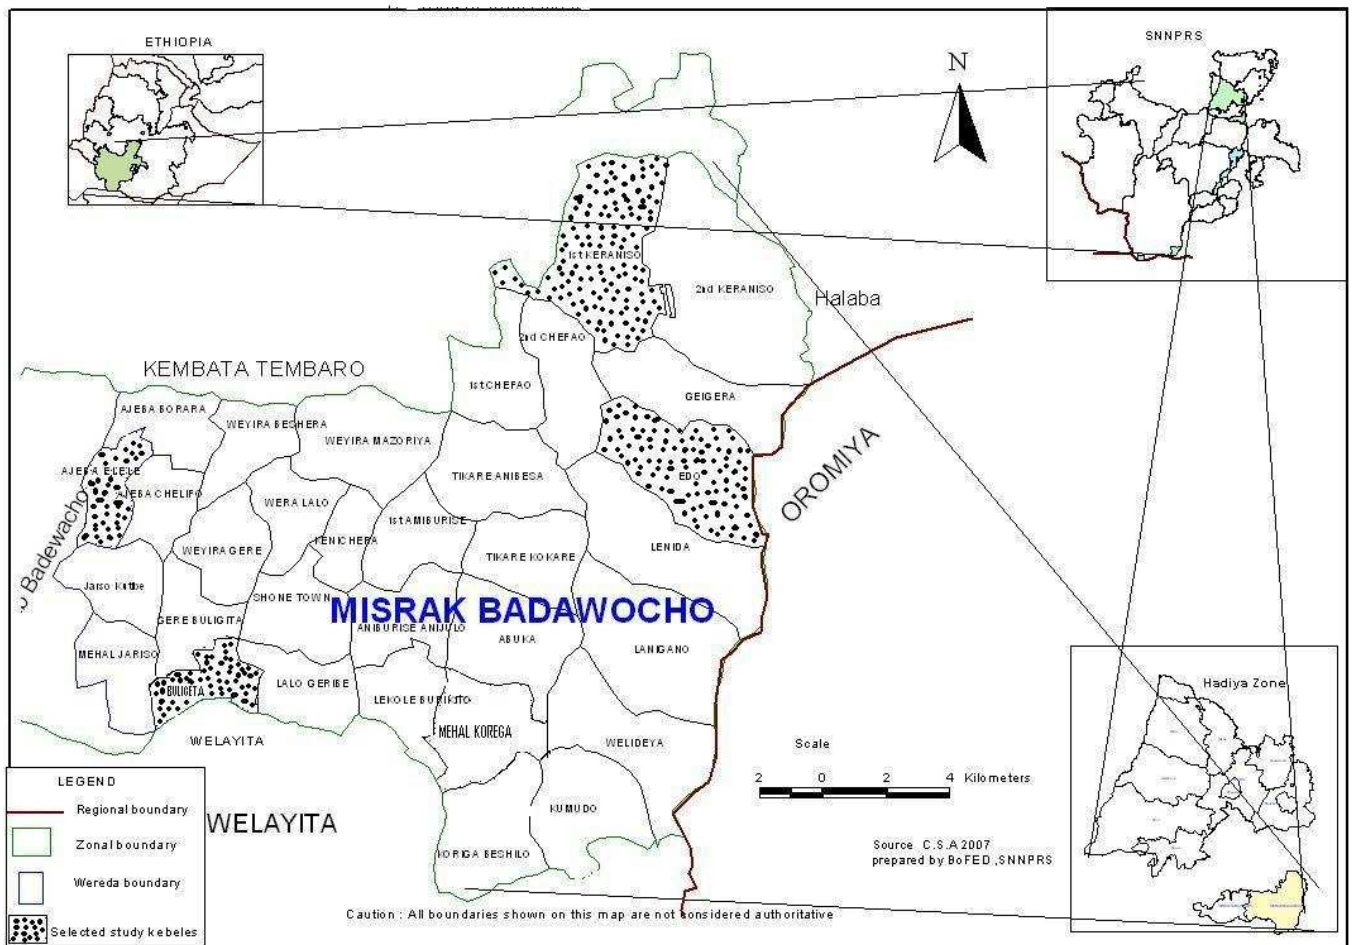 ETHIOPIA
SNNPRS
N
1st KERANISO
2nd KERANISO
Halaba
2nd CHEFAO
KEMBATA TEMBARO
1st CHEFAO
GEIGERA
AJEBA BORARA
WEYIRA BESHERA
WEYIRA MAZORIYA
OROMIYA
AJEBA ELELE
TIKARE ANIBESA
EDO
AJEBA CHELIFO
WERA LALO
1st AMIBURISE
Badewacho
WEYIRA GERE
KENICHERA
TIKARE KOKARE
LENIDA
Jarso Kutbe
SHONE TOWN
MISRAK BADAWOCHO
GERE BULIGITA
ANIBURISE ANIJULO
ABUKA
LANIGANO
MEHAL JARISO
BULIGETA
LALO GERIBE
LEKOLE BURIKITO
Hadiya Zone
MEHAL KOREGA
WELAYITA
WELIDEYA
Scale
2 0 2 4 Kilometers
LEGEND
Regional boundary
Zonal boundary
Wereda boundary
Selected study kebeles
WELAYITA
KUMUDO
KORIGA BESHILO
Source C.S.A 2007
prepared by BoFED ,SNNPRS
Caution : All boundaries shown on this map are not considered authoritative